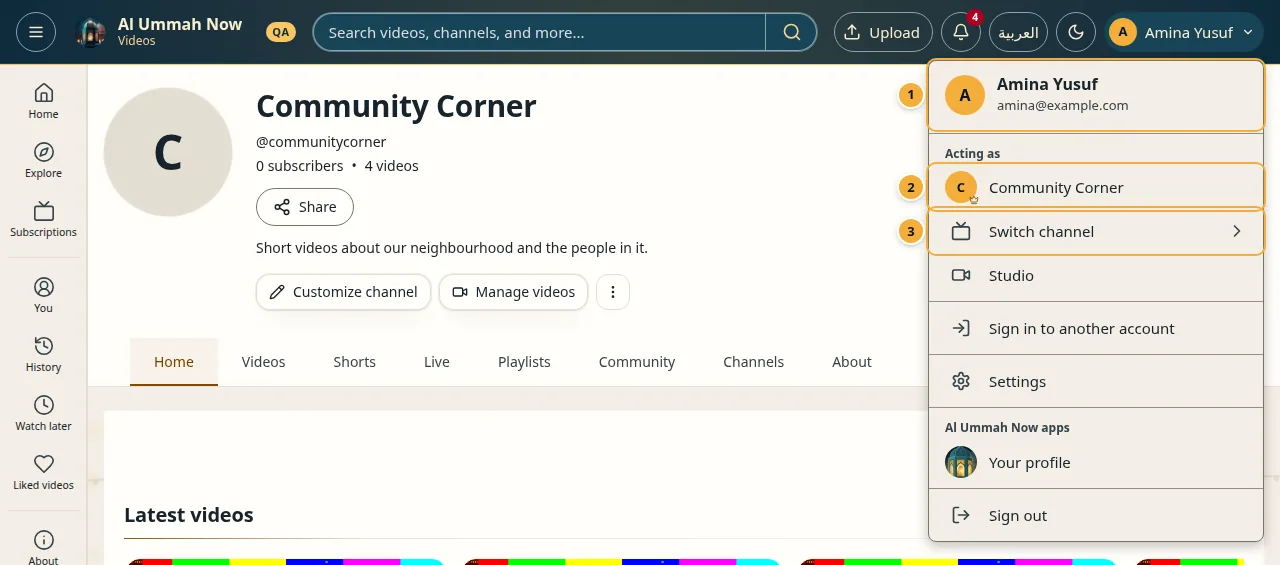 Al Ummah Now
Videos
QA
Search videos, channels, and more...
Upload
4
العربية
A
Amina Yusuf
Home
Explore
Subscriptions
You
History
Watch later
Liked videos
About
C
Community Corner
@communitycorner
0 subscribers • 4 videos
Share
Short videos about our neighbourhood and the people in it.
Customize channel
Manage videos
Home
Videos
Shorts
Live
Playlists
Community
Channels
About
Latest videos
1
A
Amina Yusuf
amina@example.com
Acting as
2
C
Community Corner
3
Switch channel
Studio
Sign in to another account
Settings
Al Ummah Now apps
Your profile
Sign out